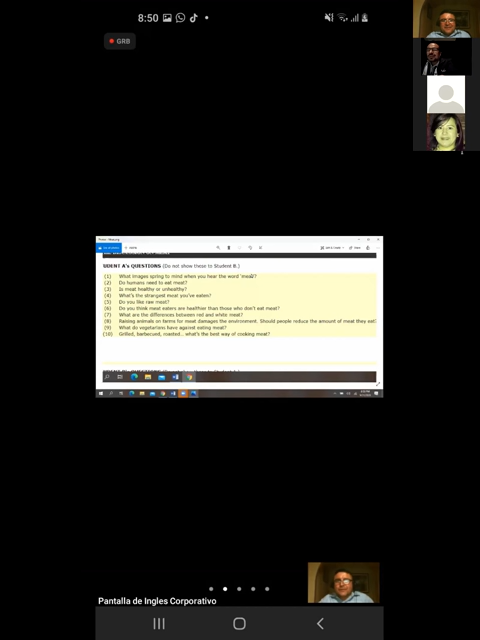 8:50
GRB
UDENT A's QUESTIONS (Do not show these to Student B.)
(1) What images spring to mind when you hear the word 'meat'?
(2) Do humans need to eat meat?
(3) Is meat healthy or unhealthy?
(4) What's the strangest meat you've eaten?
(5) Do you like raw meat?
(6) Do you think meat eaters are healthier than those who don't eat meat?
(7) What are the differences between red and white meat?
(8) Raising animals on farms for meat damages the environment. Should people reduce the amount of meat they eat?
(9) What do vegetarians have against eating meat?
(10) Grilled, barbecued, roasted… what's the best way of cooking meat?
Pantalla de Ingles Corporativo